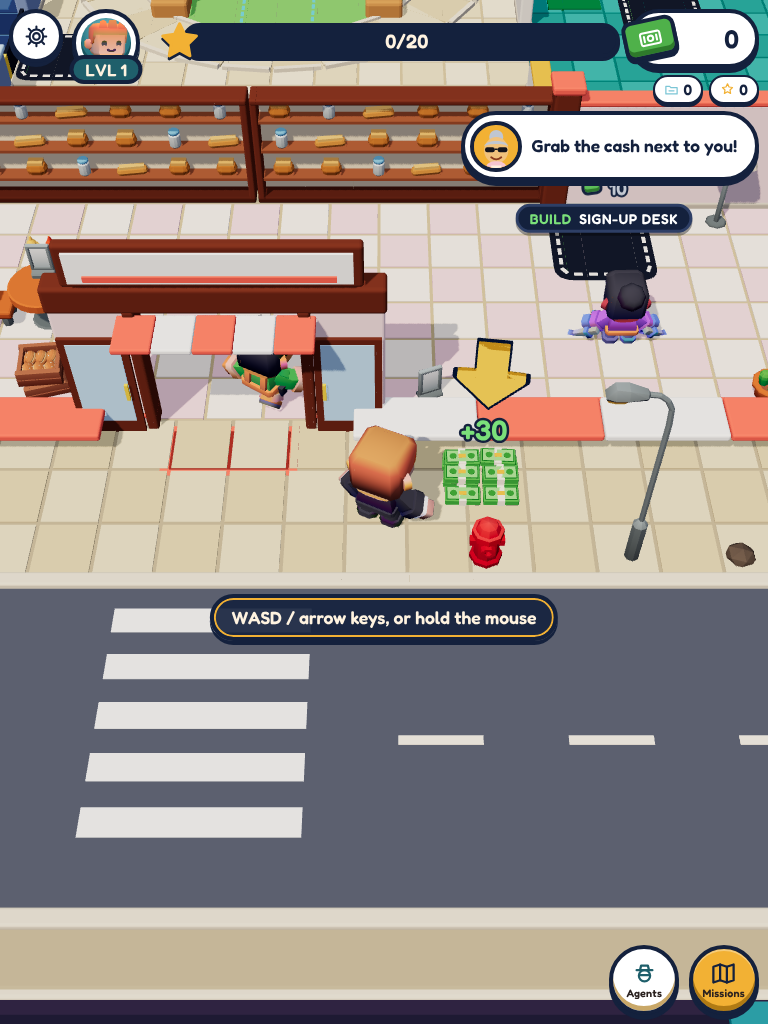 0/20
0
LVL 1
0
0
Grab the cash next to you!
10
BUILD SIGN-UP DESK
+30
WASD / arrow keys, or hold the mouse
Agents
Missions